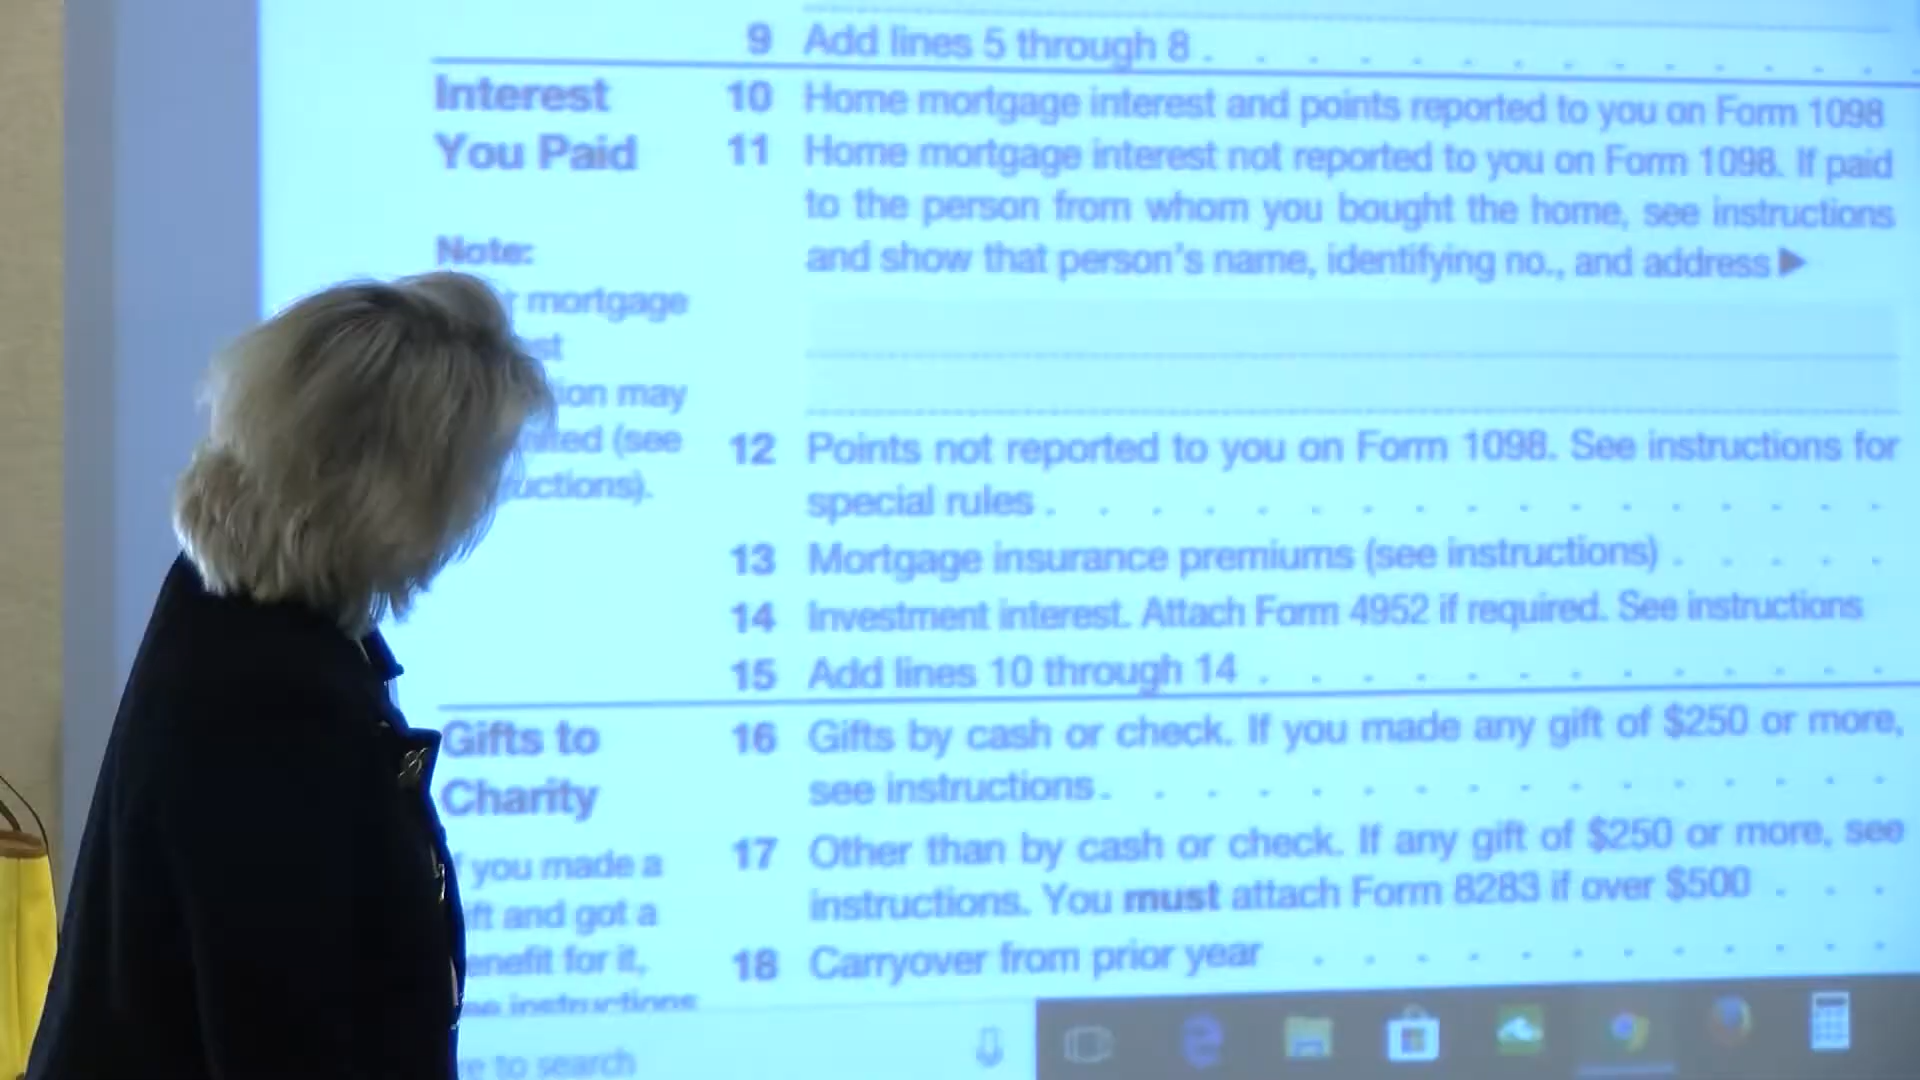 9 Add lines 5 through 8 . . . . . . . . . . . . . .
Interest
You Paid
Note:
mortgage
may
(see
10 Home mortgage interest and points reported to you on Form 1098
11 Home mortgage interest not reported to you on Form 1098. If paid
to the person from whom you bought the home, see instructions
and show that person's name, identifying no., and address ▶
12 Points not reported to you on Form 1098. See instructions for
special rules . . . . . . . . . . . . . . . . .
13 Mortgage insurance premiums (see instructions) . . . . .
14 Investment interest. Attach Form 4952 if required. See instructions
15 Add lines 10 through 14 . . . . . . . . . . . . .
Gifts to
Charity
you made a
and got a
for it,
instructions
16 Gifts by cash or check. If you made any gift of $250 or more,
see instructions . . . . . . . . . . . . . . . .
17 Other than by cash or check. If any gift of $250 or more, see
instructions. You must attach Form 8283 if over $500 . . .
18 Carryover from prior year . . . . . . . . . . . .
to search